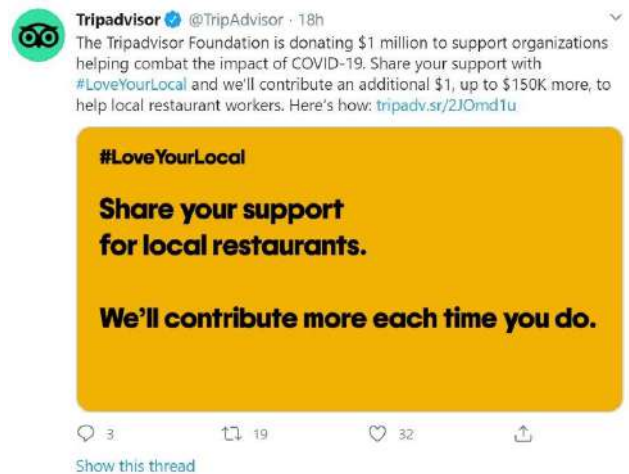 Tripadvisor @TripAdvisor · 18h
The Tripadvisor Foundation is donating $1 million to support organizations
helping combat the impact of COVID-19. Share your support with
#LoveYourLocal and we'll contribute an additional $1, up to $150K more, to
help local restaurant workers. Here's how: tripadv.sr/2JOmd1u
#LoveYourLocal
Share your support
for local restaurants.
We'll contribute more each time you do.
3 19 32
Show this thread